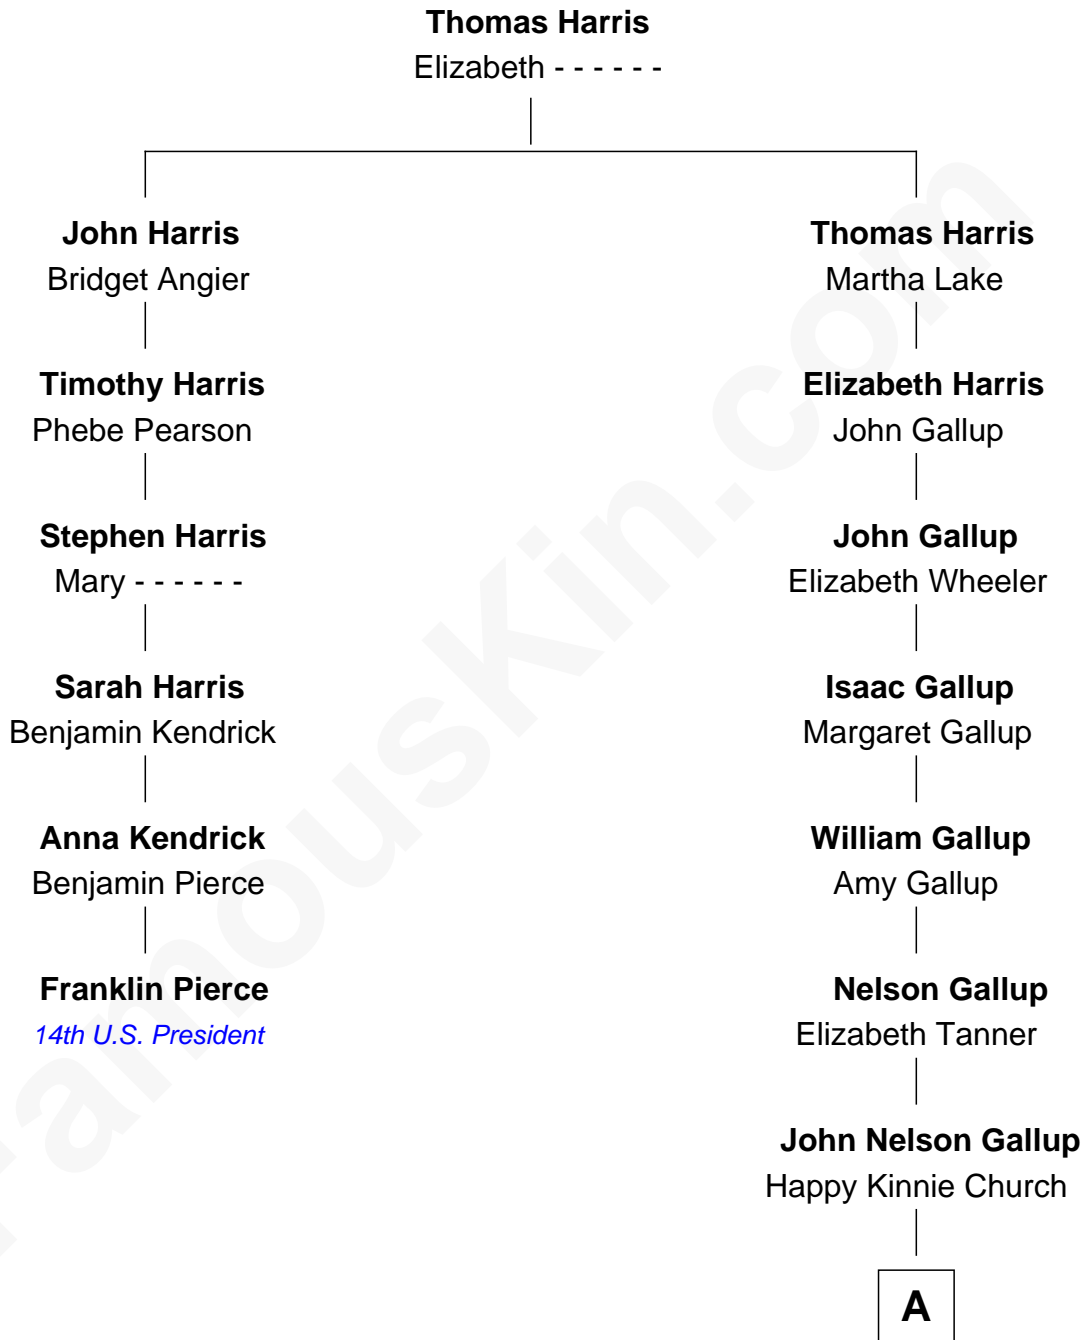 Thomas Harris
Elizabeth - - - - - -
John Harris
Bridget Angier
Timothy Harris
Phebe Pearson
Stephen Harris
Mary - - - - - -
Sarah Harris
Benjamin Kendrick
Anna Kendrick
Benjamin Pierce
Franklin Pierce
14th U.S. President
Thomas Harris
Martha Lake
Elizabeth Harris
John Gallup
John Gallup
Elizabeth Wheeler
Isaac Gallup
Margaret Gallup
William Gallup
Amy Gallup
Nelson Gallup
Elizabeth Tanner
John Nelson Gallup
Happy Kinnie Church
A
FamousKin.com